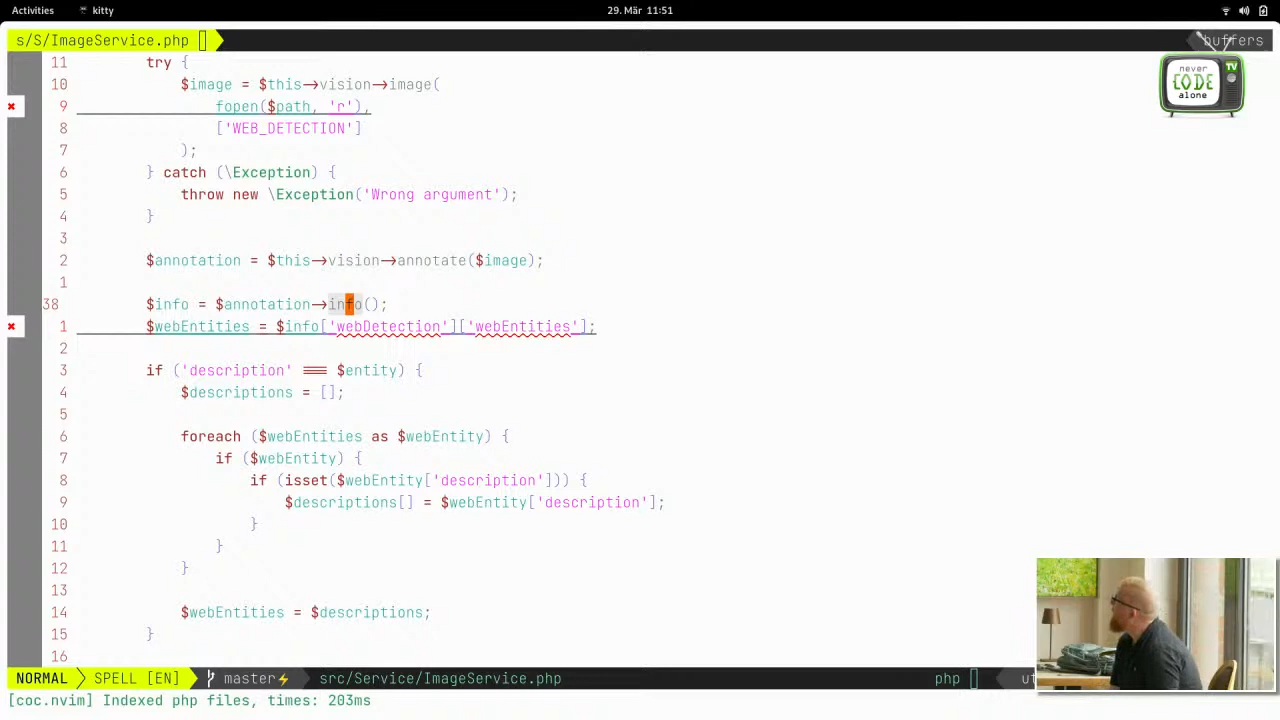 Activities kitty 29. Mär 11:51
s/S/ImageService.php buffers
never CODE alone TV
11 try {
10 $image = $this->vision->image(
9 fopen($path, 'r'),
8 ['WEB_DETECTION']
7 );
6 } catch (\Exception) {
5 throw new \Exception('Wrong argument');
4 }
3
2 $annotation = $this->vision->annotate($image);
1
38 $info = $annotation->info();
1 $webEntities = $info['webDetection']['webEntities'];
2
3 if ('description' === $entity) {
4 $descriptions = [];
5
6 foreach ($webEntities as $webEntity) {
7 if ($webEntity) {
8 if (isset($webEntity['description'])) {
9 $descriptions[] = $webEntity['description'];
10 }
11 }
12 }
13
14 $webEntities = $descriptions;
15 }
16
NORMAL SPELL [EN] master⚡ src/Service/ImageService.php php ut
[coc.nvim] Indexed php files, times: 203ms